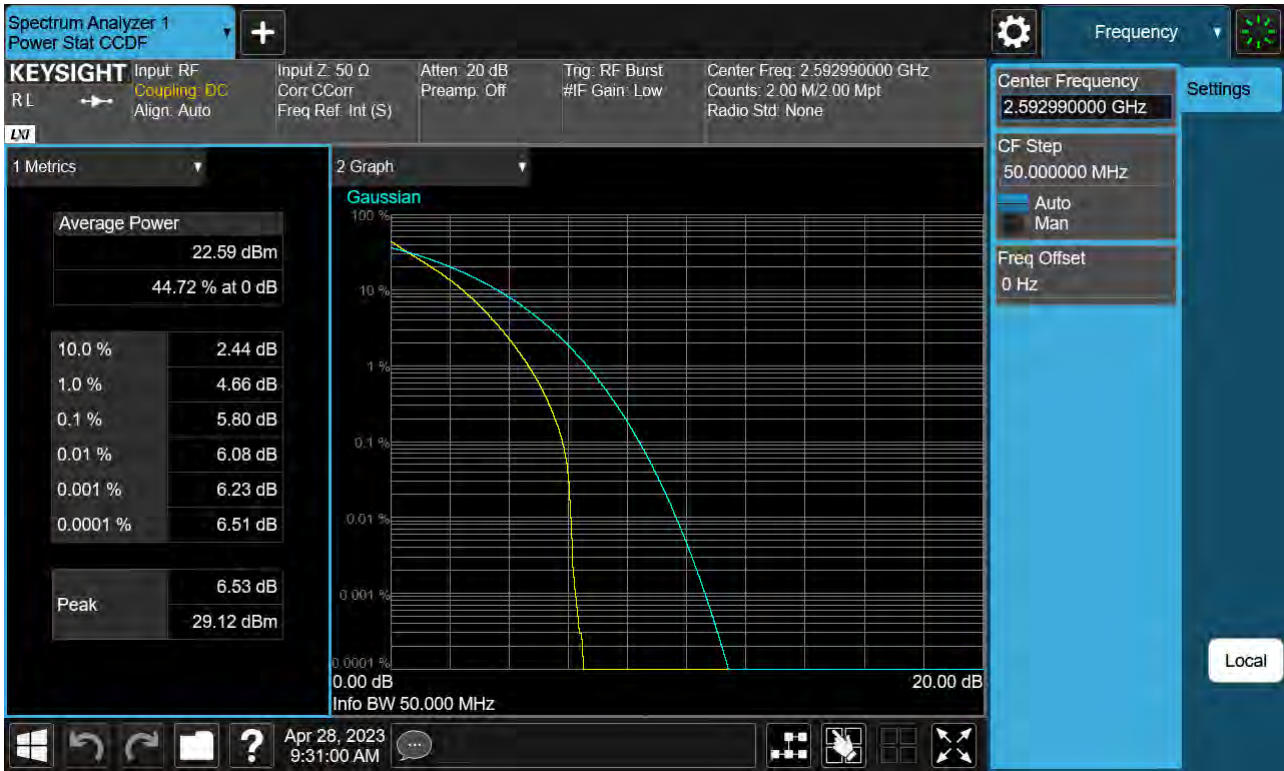 Spectrum Analyzer 1
Power Stat CCDF
Frequency
KEYSIGHT
RL
LXI
Input: RF
Coupling: DC
Align: Auto
Input Z: 50 Ω
Corr CCorr
Freq Ref: Int (S)
Atten: 20 dB
Preamp: Off
Trig: RF Burst
#IF Gain: Low
Center Freq: 2.592990000 GHz
Counts: 2.00 M/2.00 Mpt
Radio Std: None
Center Frequency
2.592990000 GHz
Settings
CF Step
50.000000 MHz
Auto
Man
Freq Offset
0 Hz
Local
1 Metrics
Average Power
22.59 dBm
44.72 % at 0 dB
10.0 % 2.44 dB
1.0 % 4.66 dB
0.1 % 5.80 dB
0.01 % 6.08 dB
0.001 % 6.23 dB
0.0001 % 6.51 dB
Peak
6.53 dB
29.12 dBm
2 Graph
Gaussian
100 %
10 %
1 %
0.1 %
0.01 %
0.001 %
0.0001 %
0.00 dB 20.00 dB
Info BW 50.000 MHz
Apr 28, 2023
9:31:00 AM